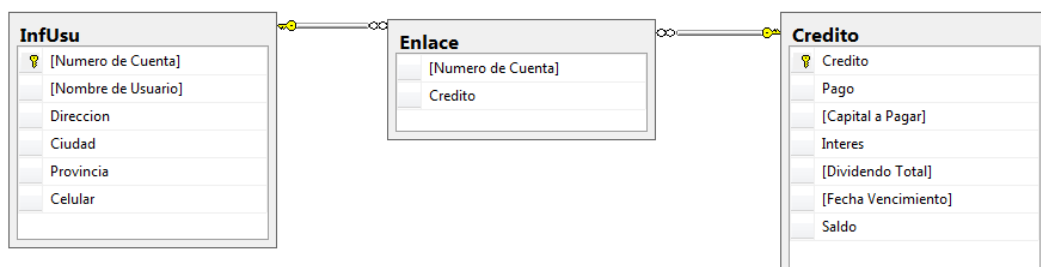 InfUsu
[Numero de Cuenta]
[Nombre de Usuario]
Direccion
Ciudad
Provincia
Celular
Enlace
[Numero de Cuenta]
Credito
Credito
Credito
Pago
[Capital a Pagar]
Interes
[Dividendo Total]
[Fecha Vencimiento]
Saldo